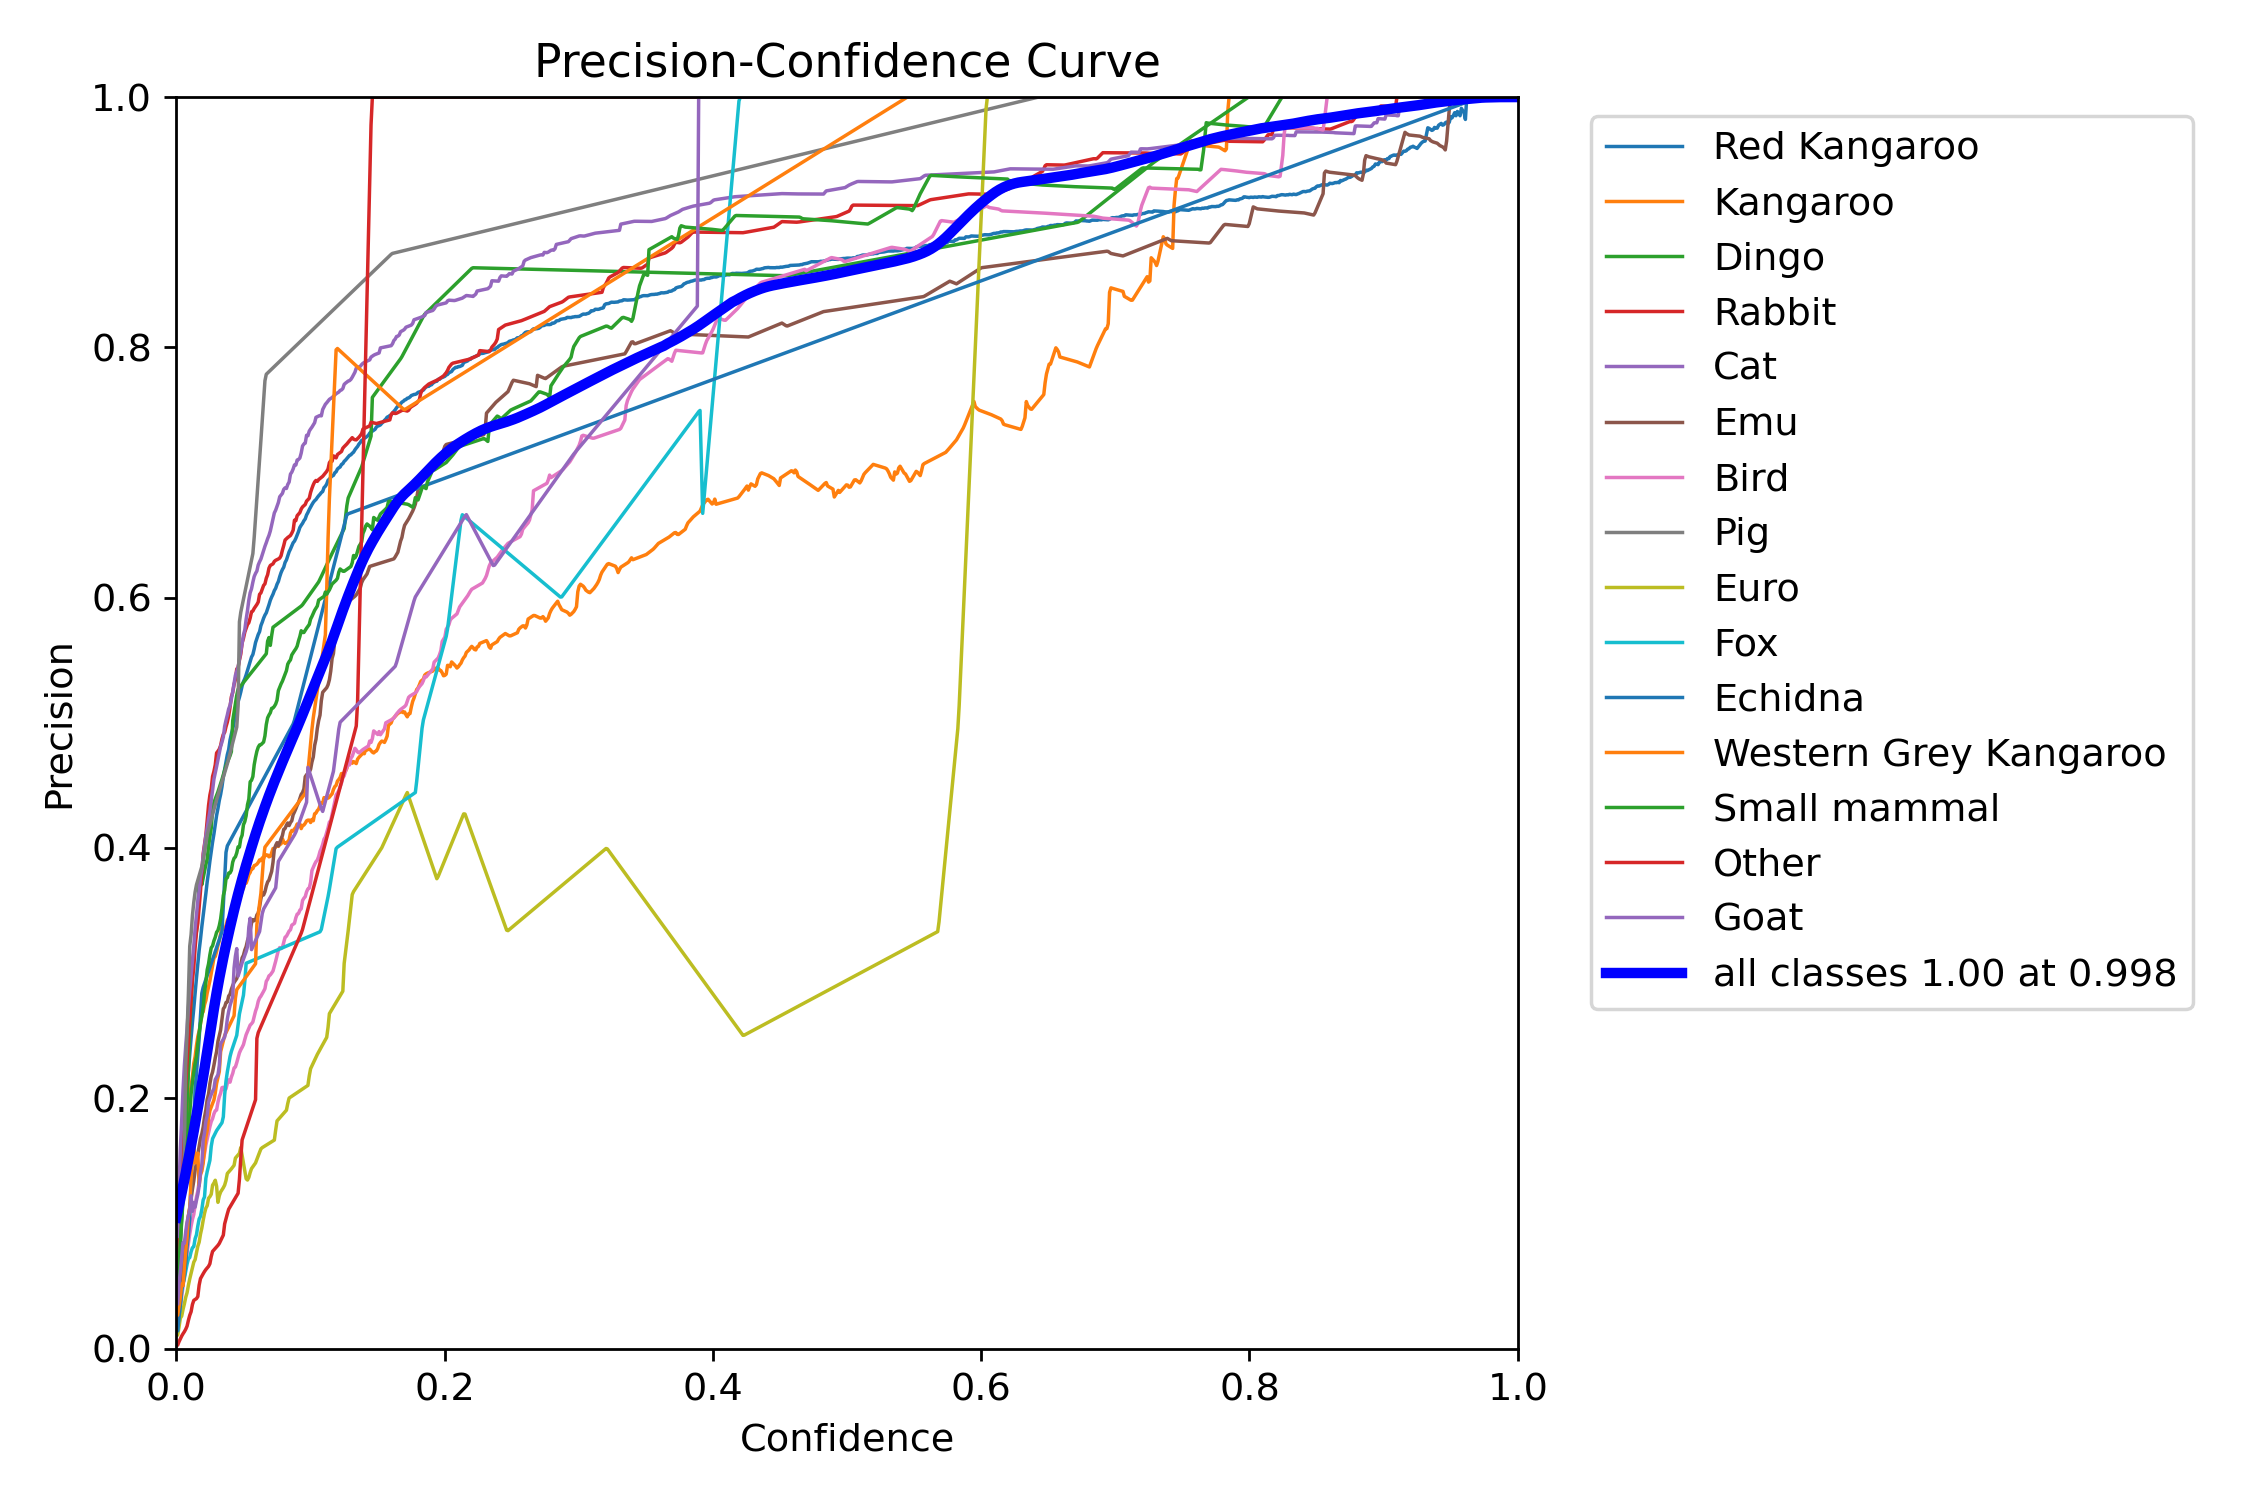 Precision-Confidence Curve
1.0
0.8
0.6
0.4
0.2
0.0
Precision
0.0 0.2 0.4 0.6 0.8 1.0
Confidence
Red Kangaroo
Kangaroo
Dingo
Rabbit
Cat
Emu
Bird
Pig
Euro
Fox
Echidna
Western Grey Kangaroo
Small mammal
Other
Goat
all classes 1.00 at 0.998